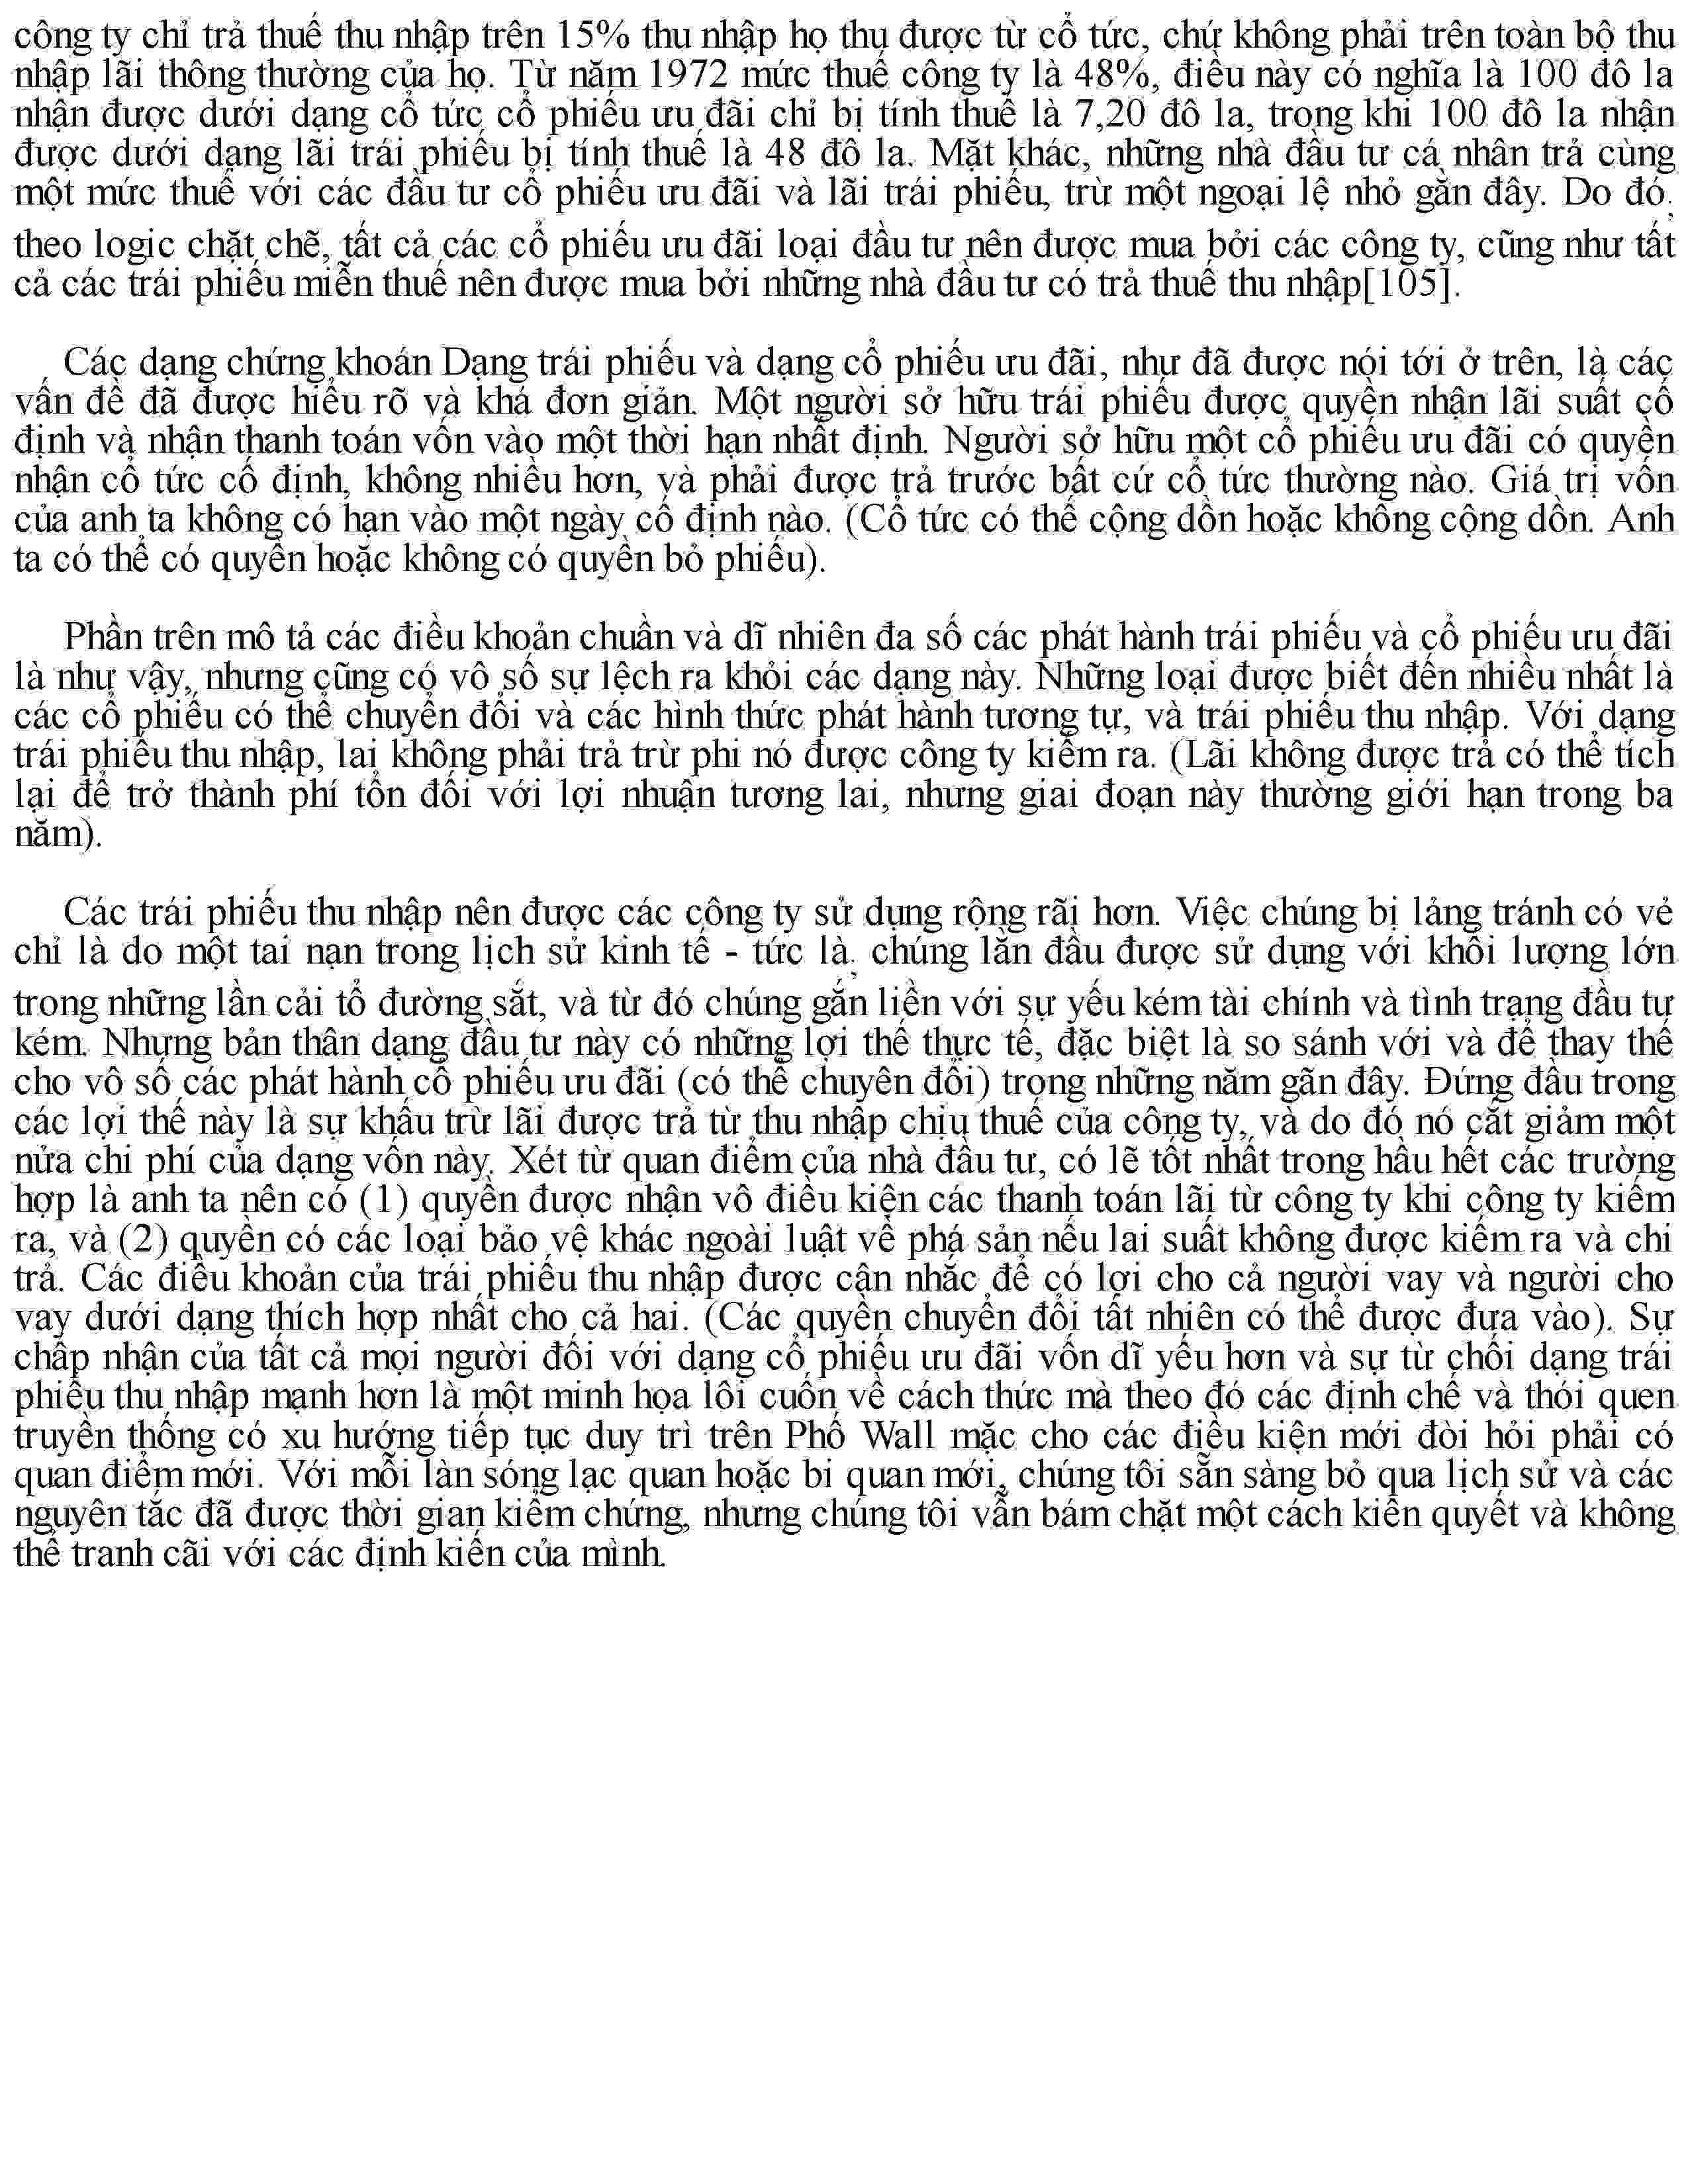 công ty chỉ trả thuế thu nhập trên 15% thu nhập họ thu được từ cổ tức, chứ không phải trên toàn bộ thu
nhập lãi thông thường của họ. Từ năm 1972 mức thuế công ty là 48%, điều này có nghĩa là 100 đô la
nhận được dưới dạng cổ tức cổ phiếu ưu đãi chỉ bị tính thuế là 7,20 đô la, trong khi 100 đô la nhận
được dưới dạng lãi trái phiếu bị tính thuế là 48 đô la. Mặt khác, những nhà đầu tư cá nhân trả cùng
một mức thuế với các đầu tư cổ phiếu ưu đãi và lãi trái phiếu, trừ một ngoại lệ nhỏ gần đây. Do đó,
theo logic chặt chẽ, tất cả các cổ phiếu ưu đãi loại đầu tư nên được mua bởi các công ty, cũng như tất
cả các trái phiếu miễn thuế nên được mua bởi những nhà đầu tư có trả thuế thu nhập[105].
Các dạng chứng khoán Dạng trái phiếu và dạng cổ phiếu ưu đãi, như đã được nói tới ở trên, là các
vấn đề đã được hiểu rõ và khá đơn giản. Một người sở hữu trái phiếu được quyền nhận lãi suất cố
định và nhận thanh toán vốn vào một thời hạn nhất định. Người sở hữu một cổ phiếu ưu đãi có quyền
nhận cổ tức cố định, không nhiều hơn, và phải được trả trước bất cứ cổ tức thường nào. Giá trị vốn
của anh ta không có hạn vào một ngày cố định nào. (Cổ tức có thể cộng dồn hoặc không cộng dồn. Anh
ta có thể có quyền hoặc không có quyền bỏ phiếu).
Phần trên mô tả các điều khoản chuẩn và dĩ nhiên đa số các phát hành trái phiếu và cổ phiếu ưu đãi
là như vậy, nhưng cũng có vô số sự lệch ra khỏi các dạng này. Những loại được biết đến nhiều nhất là
các cổ phiếu có thể chuyển đổi và các hình thức phát hành tương tự, và trái phiếu thu nhập. Với dạng
trái phiếu thu nhập, lai không phải trả trừ phi nó được công ty kiếm ra. (Lãi không được trả có thể tích
lại để trở thành phí tổn đối với lợi nhuận tương lai, nhưng giai đoạn này thường giới hạn trong ba
năm).
Các trái phiếu thu nhập nên được các công ty sử dụng rộng rãi hơn. Việc chúng bị lảng tránh có vẻ
chỉ là do một tai nạn trong lịch sử kinh tế - tức là, chúng lần đầu được sử dụng với khối lượng lớn
trong những lần cải tổ đường sắt, và từ đó chúng gắn liền với sự yếu kém tài chính và tình trạng đầu tư
kém. Nhưng bản thân dạng đầu tư này có những lợi thế thực tế, đặc biệt là so sánh với và để thay thế
cho vô số các phát hành cổ phiếu ưu đãi (có thể chuyên đổi) trong những năm gãn đây. Đứng đầu trong
các lợi thế này là sự khấu trừ lãi được trả từ thu nhập chịu thuế của công ty, và do đó nó cắt giảm một
nửa chi phí của dạng vốn này. Xét từ quan điểm của nhà đầu tư, có lẽ tốt nhất trong hầu hết các trường
hợp là anh ta nên có (1) quyền được nhận vô điều kiện các thanh toán lãi từ công ty khi công ty kiếm
ra, và (2) quyền có các loại bảo vệ khác ngoài luật về phá sản nếu lai suất không được kiếm ra và chi
trả. Các điều khoản của trái phiếu thu nhập được cân nhắc để có lợi cho cả người vay và người cho
vay dưới dạng thích hợp nhất cho cả hai. (Các quyền chuyển đổi tất nhiên có thể được đưa vào). Sự
chấp nhận của tất cả mọi người đối với dạng cổ phiếu ưu đãi vốn dĩ yếu hơn và sự từ chối dạng trái
phiếu thu nhập mạnh hơn là một minh họa lôi cuốn về cách thức mà theo đó các định chế và thói quen
truyền thống có xu hướng tiếp tục duy trì trên Phố Wall mặc cho các điều kiện mới đòi hỏi phải có
quan điểm mới. Với mỗi làn sóng lạc quan hoặc bi quan mới, chúng tôi sẵn sàng bỏ qua lịch sử và các
nguyên tắc đã được thời gian kiểm chứng, nhưng chúng tôi vẫn bám chặt một cách kiên quyết và không
thể tranh cãi với các định kiến của mình.